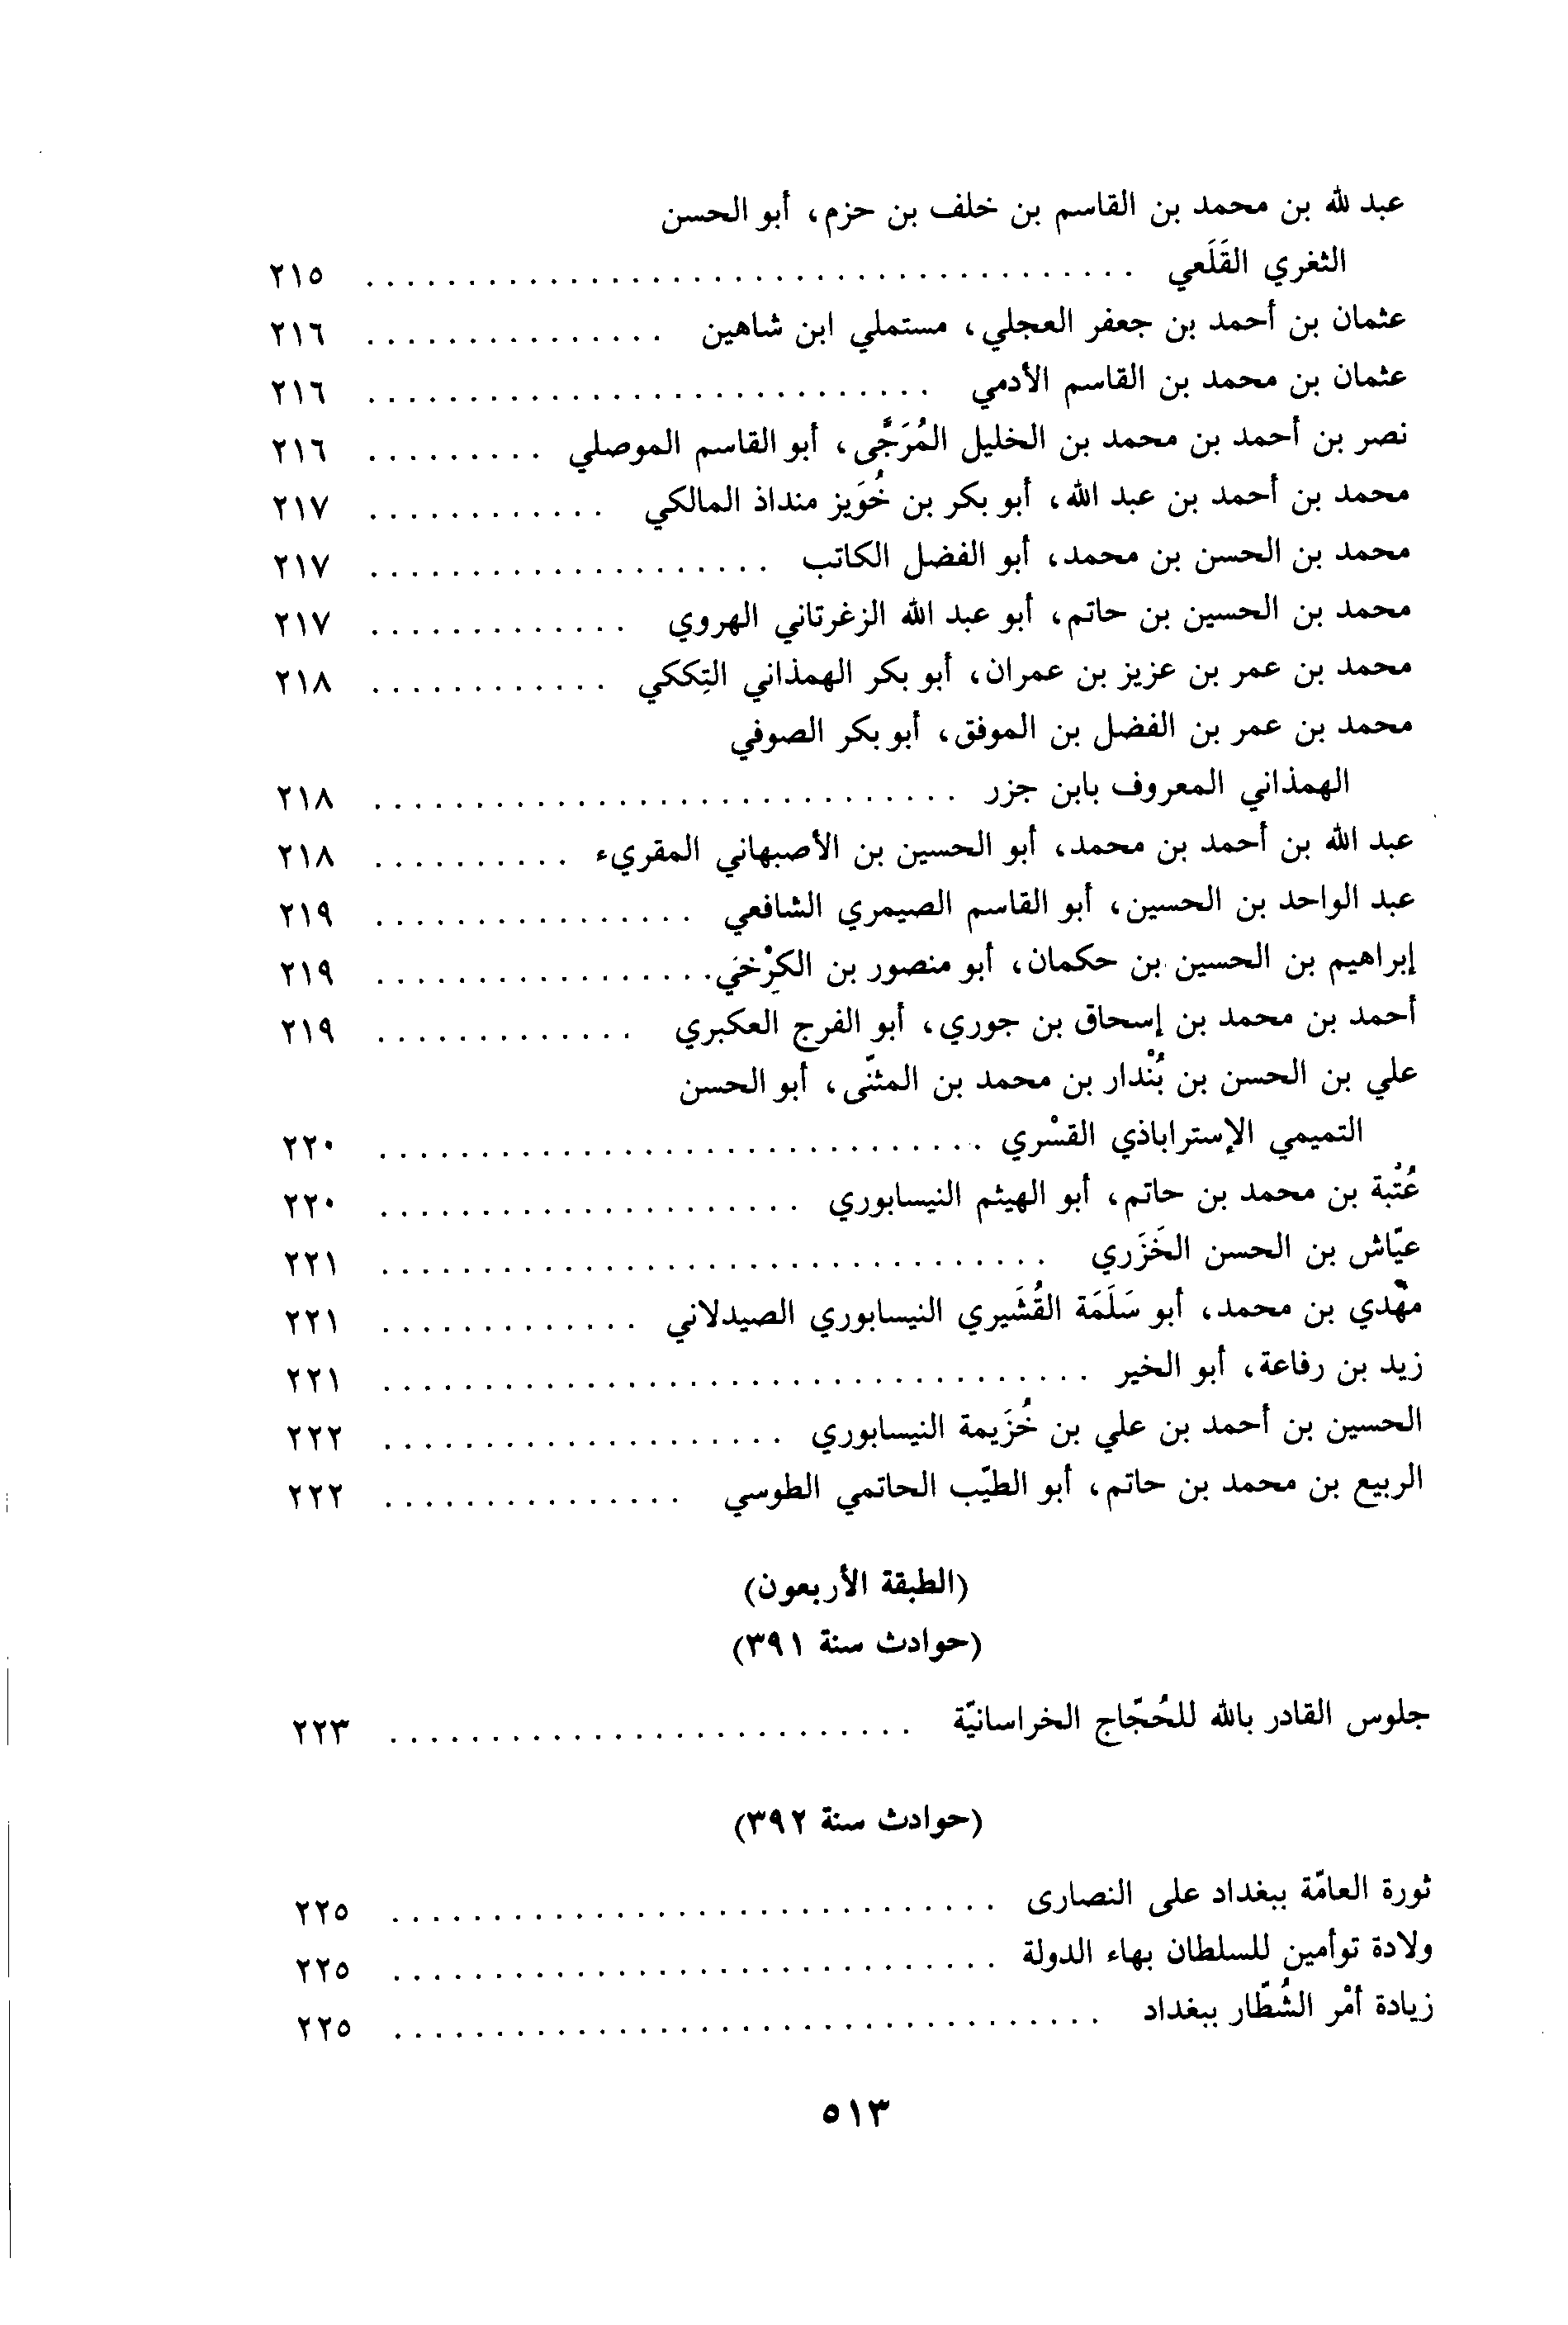 عبد لله بن محمد بن القاسم بن خلف بن حزم، أبو الحسن
الثغري القَلَعي . . . . . . . . . . . . . . . . . . . . . . . . . . . . . . . . . . . . . . ٢١٥
عثمان بن أحمد بن جعفر العجلي، مستملي ابن شاهين . . . . . . . . . . . . . . . ٢١٦
عثمان بن محمد بن القاسم الأدمي . . . . . . . . . . . . . . . . . . . . . . . . . . . . ٢١٦
نصر بن أحمد بن محمد بن الخليل المُرَجَّى، أبو القاسم الموصلي . . . . . . . . . ٢١٦
محمد بن أحمد بن عبد الله، أبو بكر بن خُوَيز منداذ المالكي . . . . . . . . . . . . ٢١٧
محمد بن الحسن بن محمد، أبو الفضل الكاتب . . . . . . . . . . . . . . . . . . . . ٢١٧
محمد بن الحسين بن حاتم، أبو عبد الله الزغرتاني الهروي . . . . . . . . . . . . . ٢١٧
محمد بن عمر بن عزيز بن عمران، أبو بكر الهمذاني التِككي . . . . . . . . . . . . ٢١٨
محمد بن عمر بن الفضل بن الموفق، أبو بكر الصوفي
الهمذاني المعروف بابن جزر . . . . . . . . . . . . . . . . . . . . . . . . . . . . . ٢١٨
عبد الله بن أحمد بن محمد، أبو الحسين بن الأصبهاني المقريء . . . . . . . . . . ٢١٨
عبد الواحد بن الحسين، أبو القاسم الصيمري الشافعي . . . . . . . . . . . . . . . . ٢١٩
إبراهيم بن الحسين بن حكمان، أبو منصور بن الكِرْخي . . . . . . . . . . . . . . . . . ٢١٩
أحمد بن محمد بن إسحاق بن جوري، أبو الفرج العكبري . . . . . . . . . . . . . ٢١٩
علي بن الحسن بن بُنْدار بن محمد بن المثنّى، أبو الحسن
التميمي الإستراباذي القسْري . . . . . . . . . . . . . . . . . . . . . . . . . . . . . . ٢٢٠
عُتْبة بن محمد بن حاتم، أبو الهيثم النيسابوري . . . . . . . . . . . . . . . . . . . . . ٢٢٠
عيّاش بن الحسن الخَزَري . . . . . . . . . . . . . . . . . . . . . . . . . . . . . . . . . ٢٢١
مهْدي بن محمد، أبو سَلَمَة القُشَيري النيسابوري الصيدلاني . . . . . . . . . . . . . ٢٢١
زيد بن رفاعة، أبو الخير . . . . . . . . . . . . . . . . . . . . . . . . . . . . . . . . . . . ٢٢١
الحسين بن أحمد بن علي بن خُزَيمة النيسابوري . . . . . . . . . . . . . . . . . . . . ٢٢٢
الربيع بن محمد بن حاتم، أبو الطيّب الحاتمي الطوسي . . . . . . . . . . . . . . . ٢٢٢
(الطبقة الأربعون)
(حوادث سنة ٣٩١)
جلوس القادر بالله للحُجّاج الخراسانيّة . . . . . . . . . . . . . . . . . . . . . . . . . . ٢٢٣
(حوادث سنة ٣٩٢)
ثورة العامّة ببغداد على النصارى . . . . . . . . . . . . . . . . . . . . . . . . . . . . . . ٢٢٥
ولادة توأمين للسلطان بهاء الدولة . . . . . . . . . . . . . . . . . . . . . . . . . . . . . . ٢٢٥
زيادة أمْر الشُطّار ببغداد . . . . . . . . . . . . . . . . . . . . . . . . . . . . . . . . . . . ٢٢٥
٥١٣